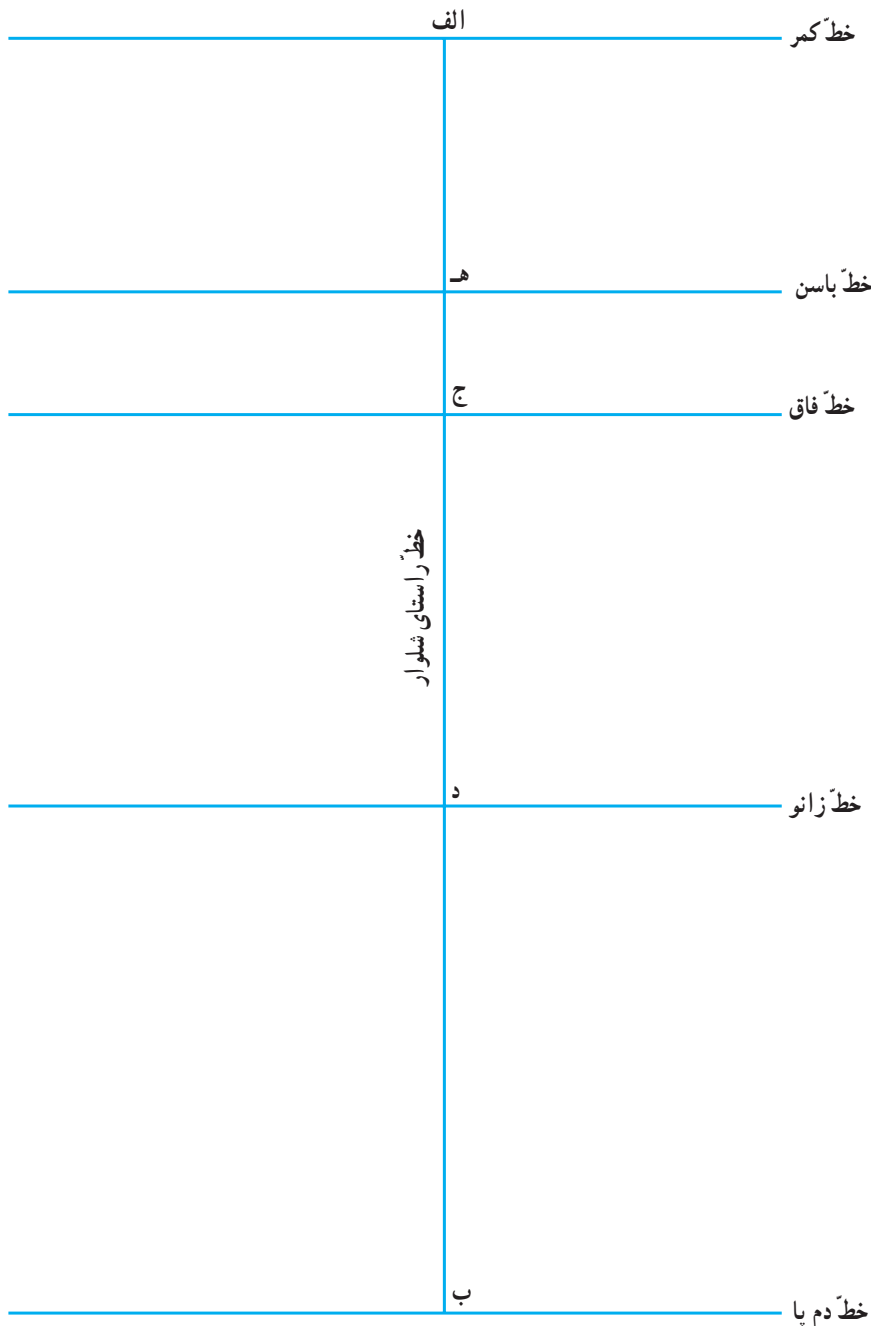 الف
خطّ کمر
هـ
خطّ باسن
ج
خطّ فاق
خطّ راستای شلوار
د
خطّ زانو
ب
خطّ دم پا